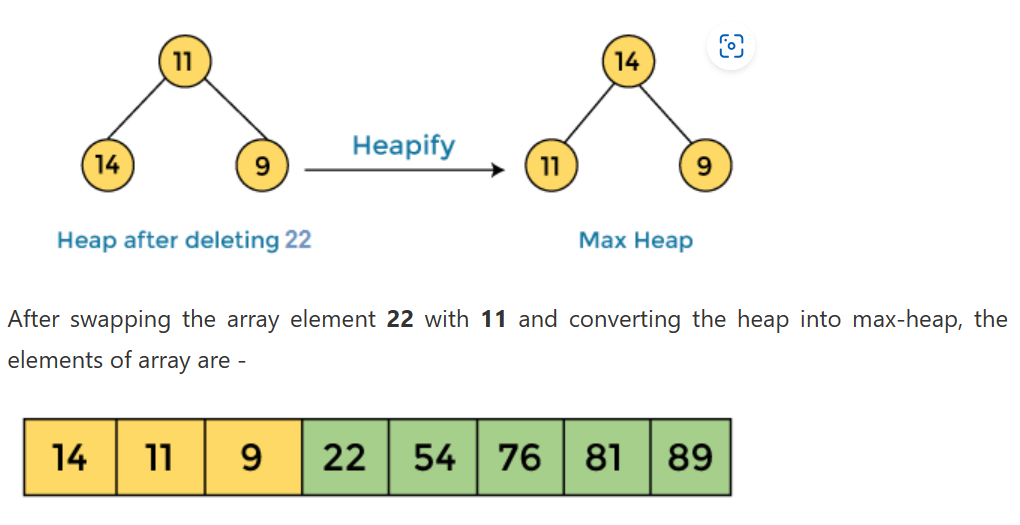 11
14
14
9
Heapify
11
9
Heap after deleting 22
Max Heap
After swapping the array element 22 with 11 and converting the heap into max-heap, the
elements of array are -
14 11 9 22 54 76 81 89